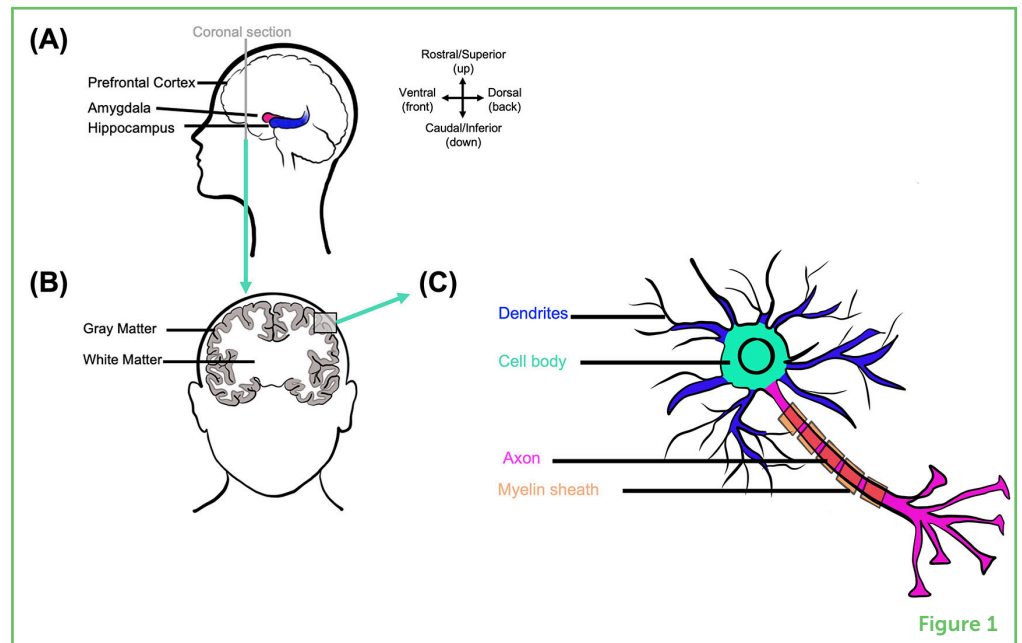 (A)
Coronal section
Prefrontal Cortex
Amygdala
Hippocampus
Rostral/Superior
(up)
Ventral
(front)
Dorsal
(back)
Caudal/Inferior
(down)
(B)
Gray Matter
White Matter
(C)
Dendrites
Cell body
Axon
Myelin sheath
Figure 1